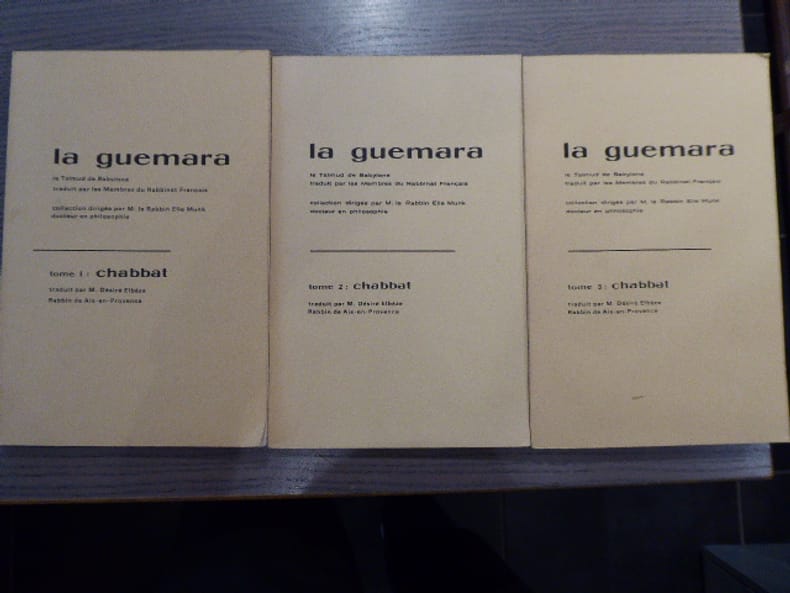 la guemara
le Talmud de Babylone
traduit par les Membres du Rabbinat Français
collection dirigée par M. le Rabbin Elie Munk
docteur en philosophie
tome 1 : chabbat
traduit par M. Désiré Elbèze
Rabbin de Aix-en-Provence
la guemara
le Talmud de Babylone
traduit par les Membres du Rabbinat Français
collection dirigée par M. le Rabbin Elie Munk
docteur en philosophie
tome 2 : chabbat
traduit par M. Désiré Elbèze
Rabbin de Aix-en-Provence
la guemara
le Talmud de Babylone
traduit par les Membres du Rabbinat Français
collection dirigée par M. le Rabbin Elie Munk
docteur en philosophie
tome 3 : chabbat
traduit par M. Désiré Elbèze
Rabbin de Aix-en-Provence